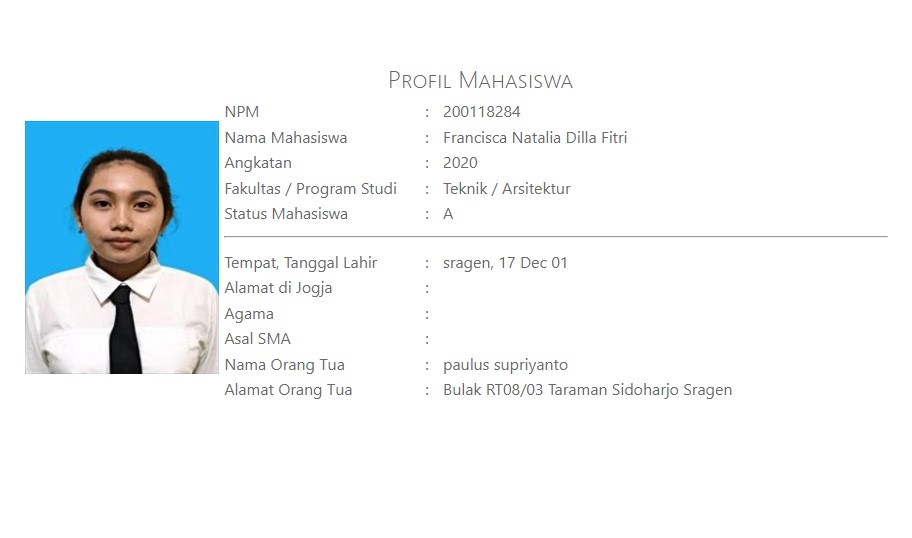 Profil Mahasiswa
NPM : 200118284
Nama Mahasiswa : Francisca Natalia Dilla Fitri
Angkatan : 2020
Fakultas / Program Studi : Teknik / Arsitektur
Status Mahasiswa : A
Tempat, Tanggal Lahir : sragen, 17 Dec 01
Alamat di Jogja :
Agama :
Asal SMA :
Nama Orang Tua : paulus supriyanto
Alamat Orang Tua : Bulak RT08/03 Taraman Sidoharjo Sragen